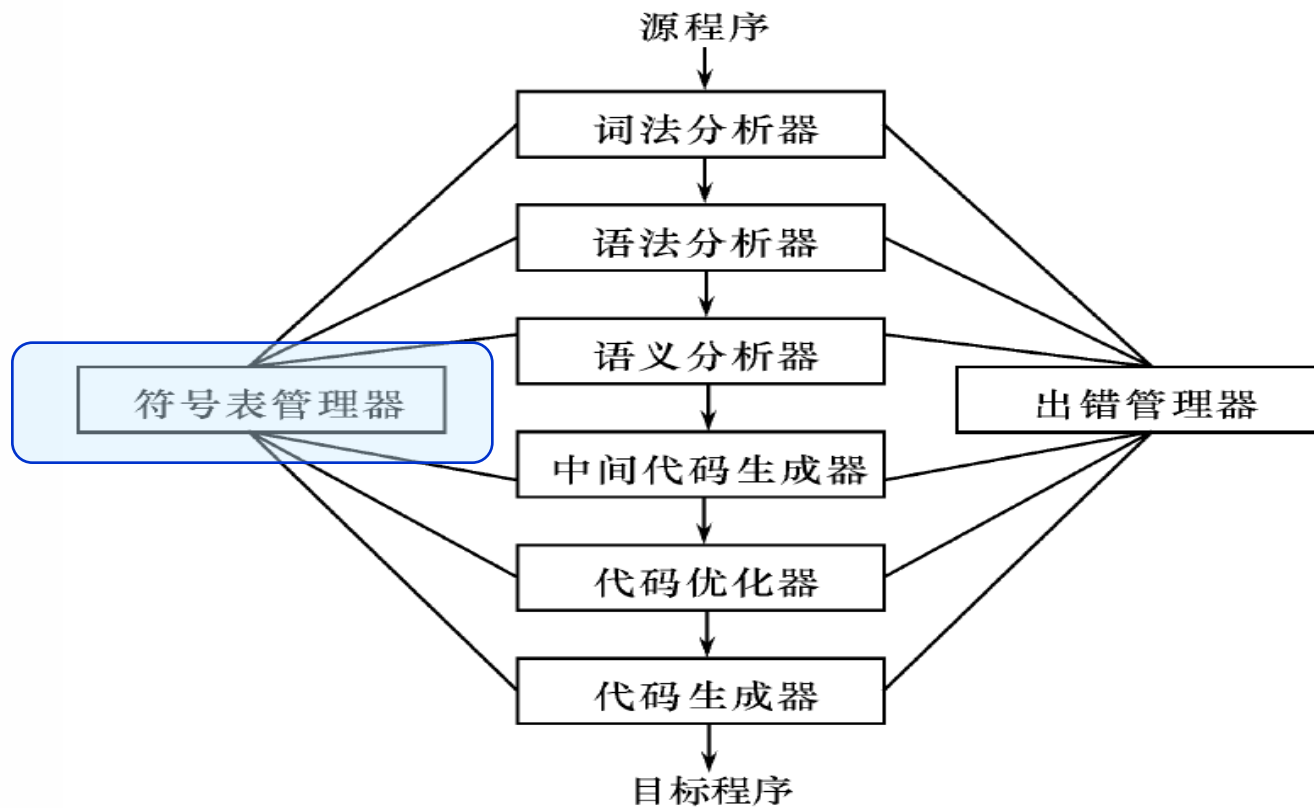 源程序
词法分析器
语法分析器
语义分析器
符号表管理器
出错管理器
中间代码生成器
代码优化器
代码生成器
目标程序